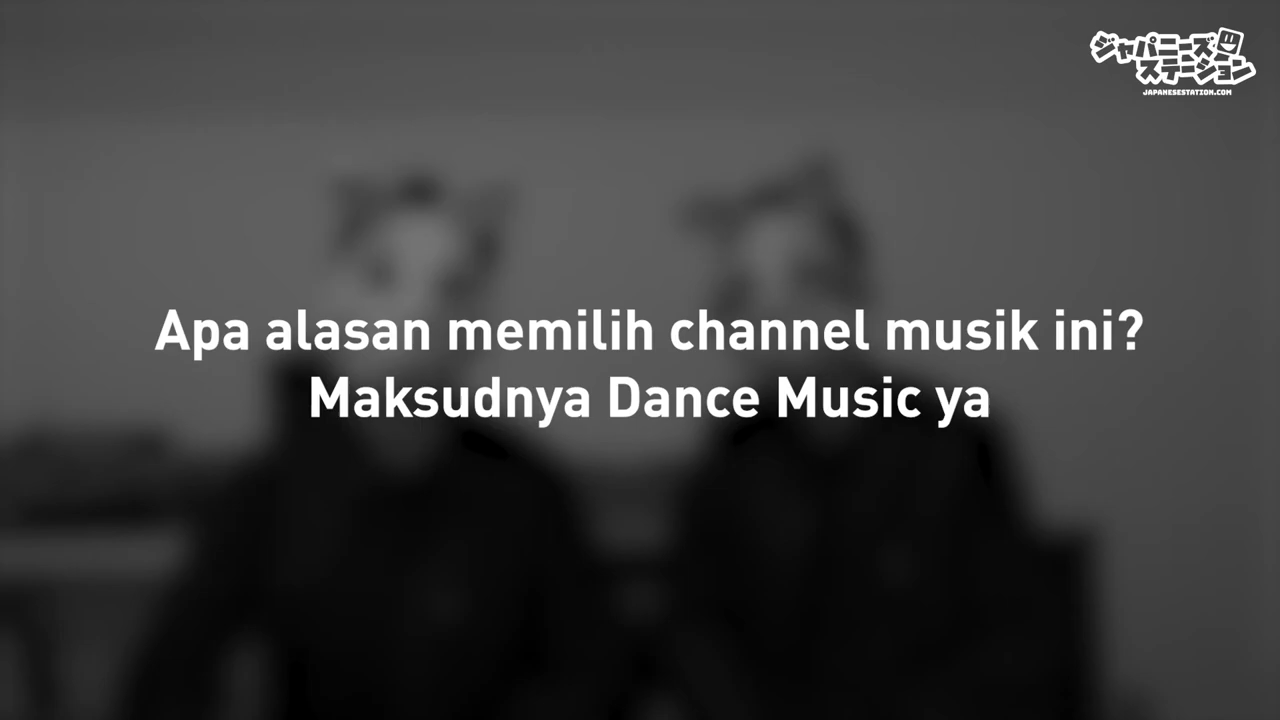 ジャパニーズ
ステーション
JAPANESESTATION.COM
Apa alasan memilih channel musik ini?
Maksudnya Dance Music ya